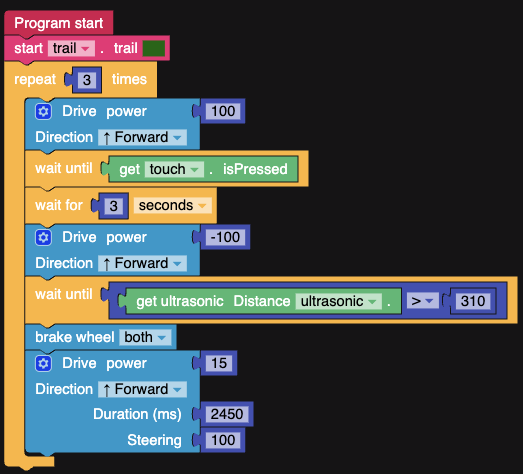 Program start
start trail . trail
repeat 3 times
Drive power 100
Direction ↑ Forward
wait until get touch . isPressed
wait for 3 seconds
Drive power -100
Direction ↑ Forward
wait until get ultrasonic Distance ultrasonic . > 310
brake wheel both
Drive power 15
Direction ↑ Forward
Duration (ms) 2450
Steering 100